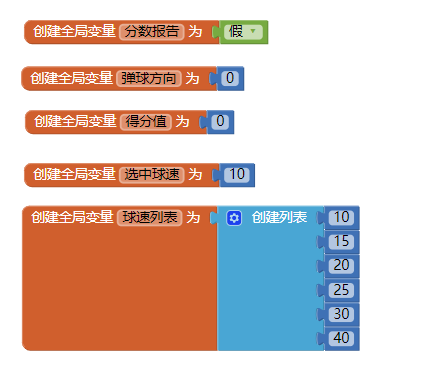 创建全局变量 分数报告 为 假
创建全局变量 弹球方向 为 0
创建全局变量 得分值 为 0
创建全局变量 选中球速 为 10
创建全局变量 球速列表 为 创建列表 10
15
20
25
30
40